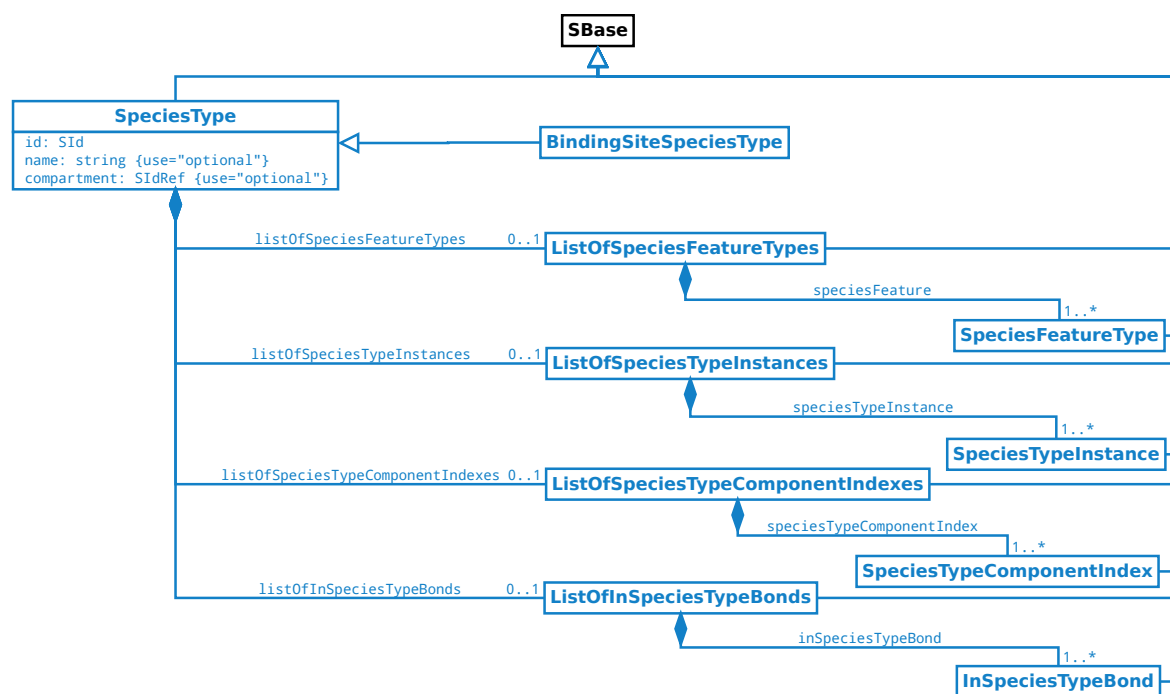 SBase
SpeciesType
id: SId
name: string {use="optional"}
compartment: SIdRef {use="optional"}
BindingSiteSpeciesType
listOfSpeciesFeatureTypes 0..1
ListOfSpeciesFeatureTypes
speciesFeature
1..*
SpeciesFeatureType
listOfSpeciesTypeInstances 0..1
ListOfSpeciesTypeInstances
speciesTypeInstance
1..*
SpeciesTypeInstance
listOfSpeciesTypeComponentIndexes 0..1
ListOfSpeciesTypeComponentIndexes
speciesTypeComponentIndex
1..*
SpeciesTypeComponentIndex
listOfInSpeciesTypeBonds 0..1
ListOfInSpeciesTypeBonds
inSpeciesTypeBond
1..*
InSpeciesTypeBond